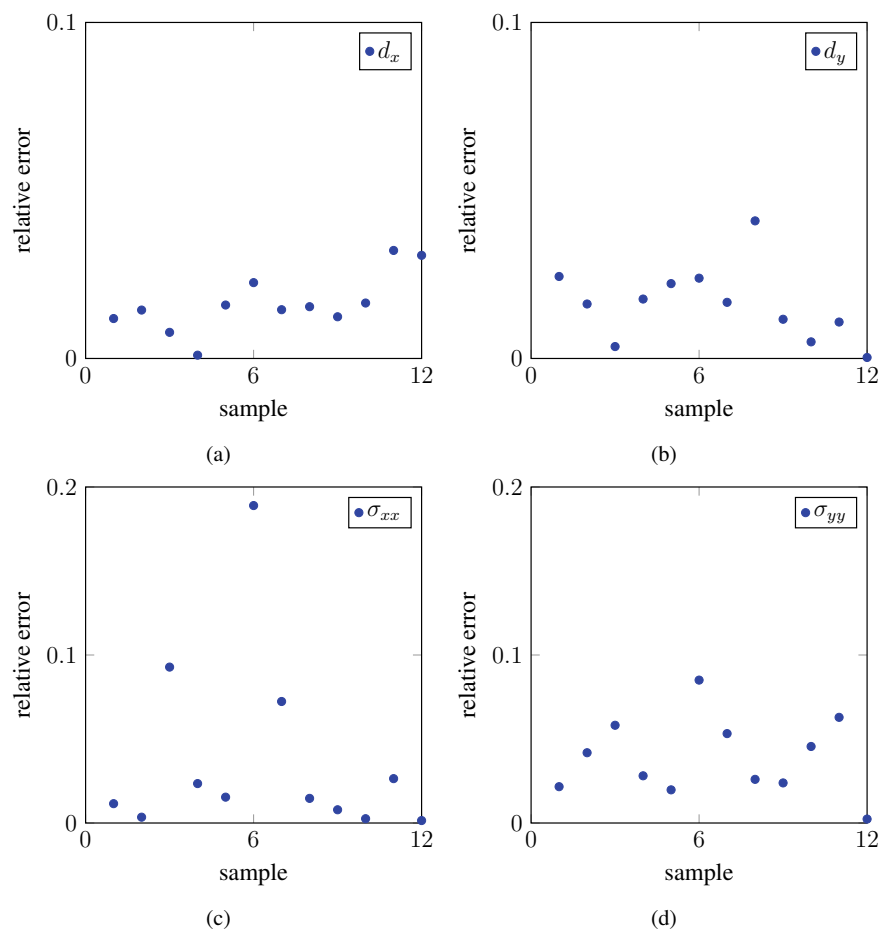 0.1
d_x
relative error
0
0
6
12
sample
(a)
0.1
d_y
relative error
0
0
6
12
sample
(b)
0.2
σ_xx
0.1
relative error
0
0
6
12
sample
(c)
0.2
σ_yy
0.1
relative error
0
0
6
12
sample
(d)